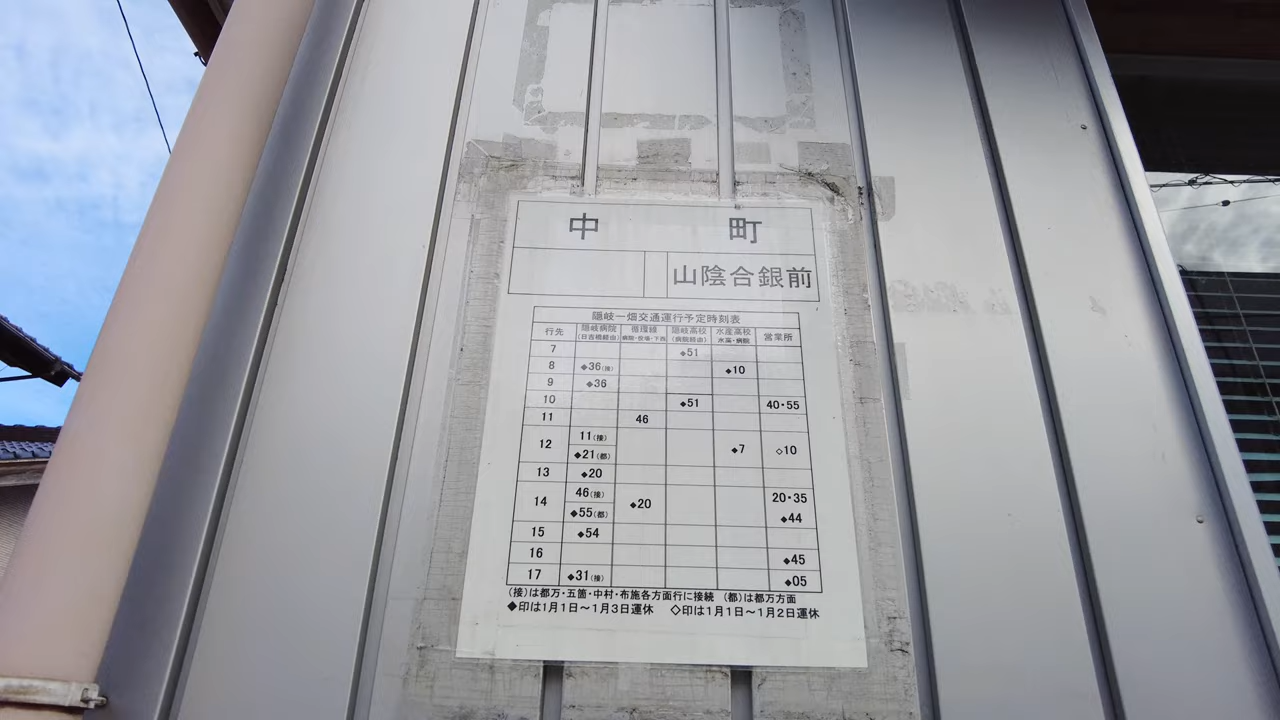 中 町
山陰合銀前
隠岐一畑交通運行予定時刻表
行先 隠岐病院(日吉橋経由) 循環線(病院・役場・下西) 隠岐高校(病院経由) 水産高校 水高・病院 営業所
7 ◆51
8 ◆36(接) ◆10
9 ◆36
10 ◆51 40・55
11 46
12 11(接) ◆21(都) ◆7 ◇10
13 ◆20
14 46(接) ◆55(都) ◆20 20・35 ◆44
15 ◆54
16 ◆45
17 ◆31(接) ◆05
(接)は都万・五箇・中村・布施各方面行に接続 (都)は都万方面
◆印は1月1日～1月3日運休 ◇印は1月1日～1月2日運休